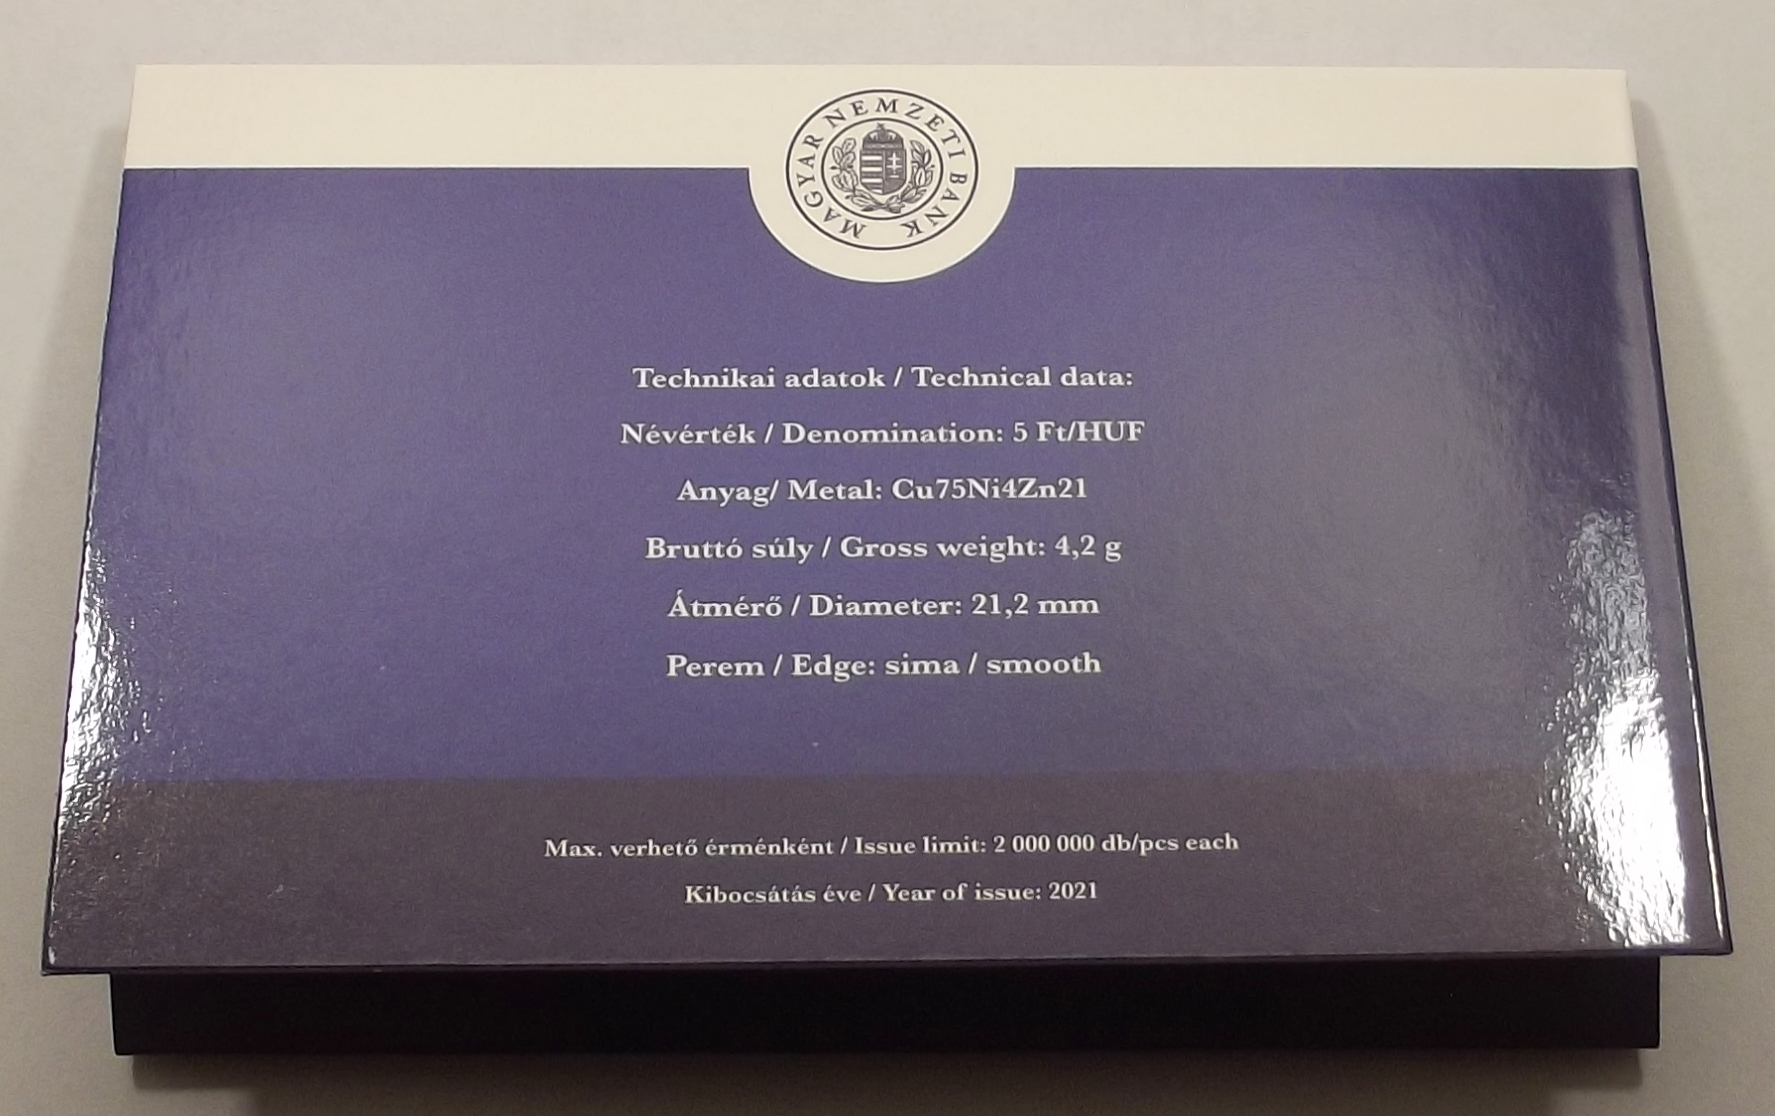 MAGYAR NEMZETI BANK
Technikai adatok / Technical data:
Névérték / Denomination: 5 Ft/HUF
Anyag/ Metal: Cu75Ni4Zn21
Bruttó súly / Gross weight: 4,2 g
Átmérő / Diameter: 21,2 mm
Perem / Edge: sima / smooth
Max. verhető érménként / Issue limit: 2 000 000 db/pcs each
Kibocsátás éve / Year of issue: 2021